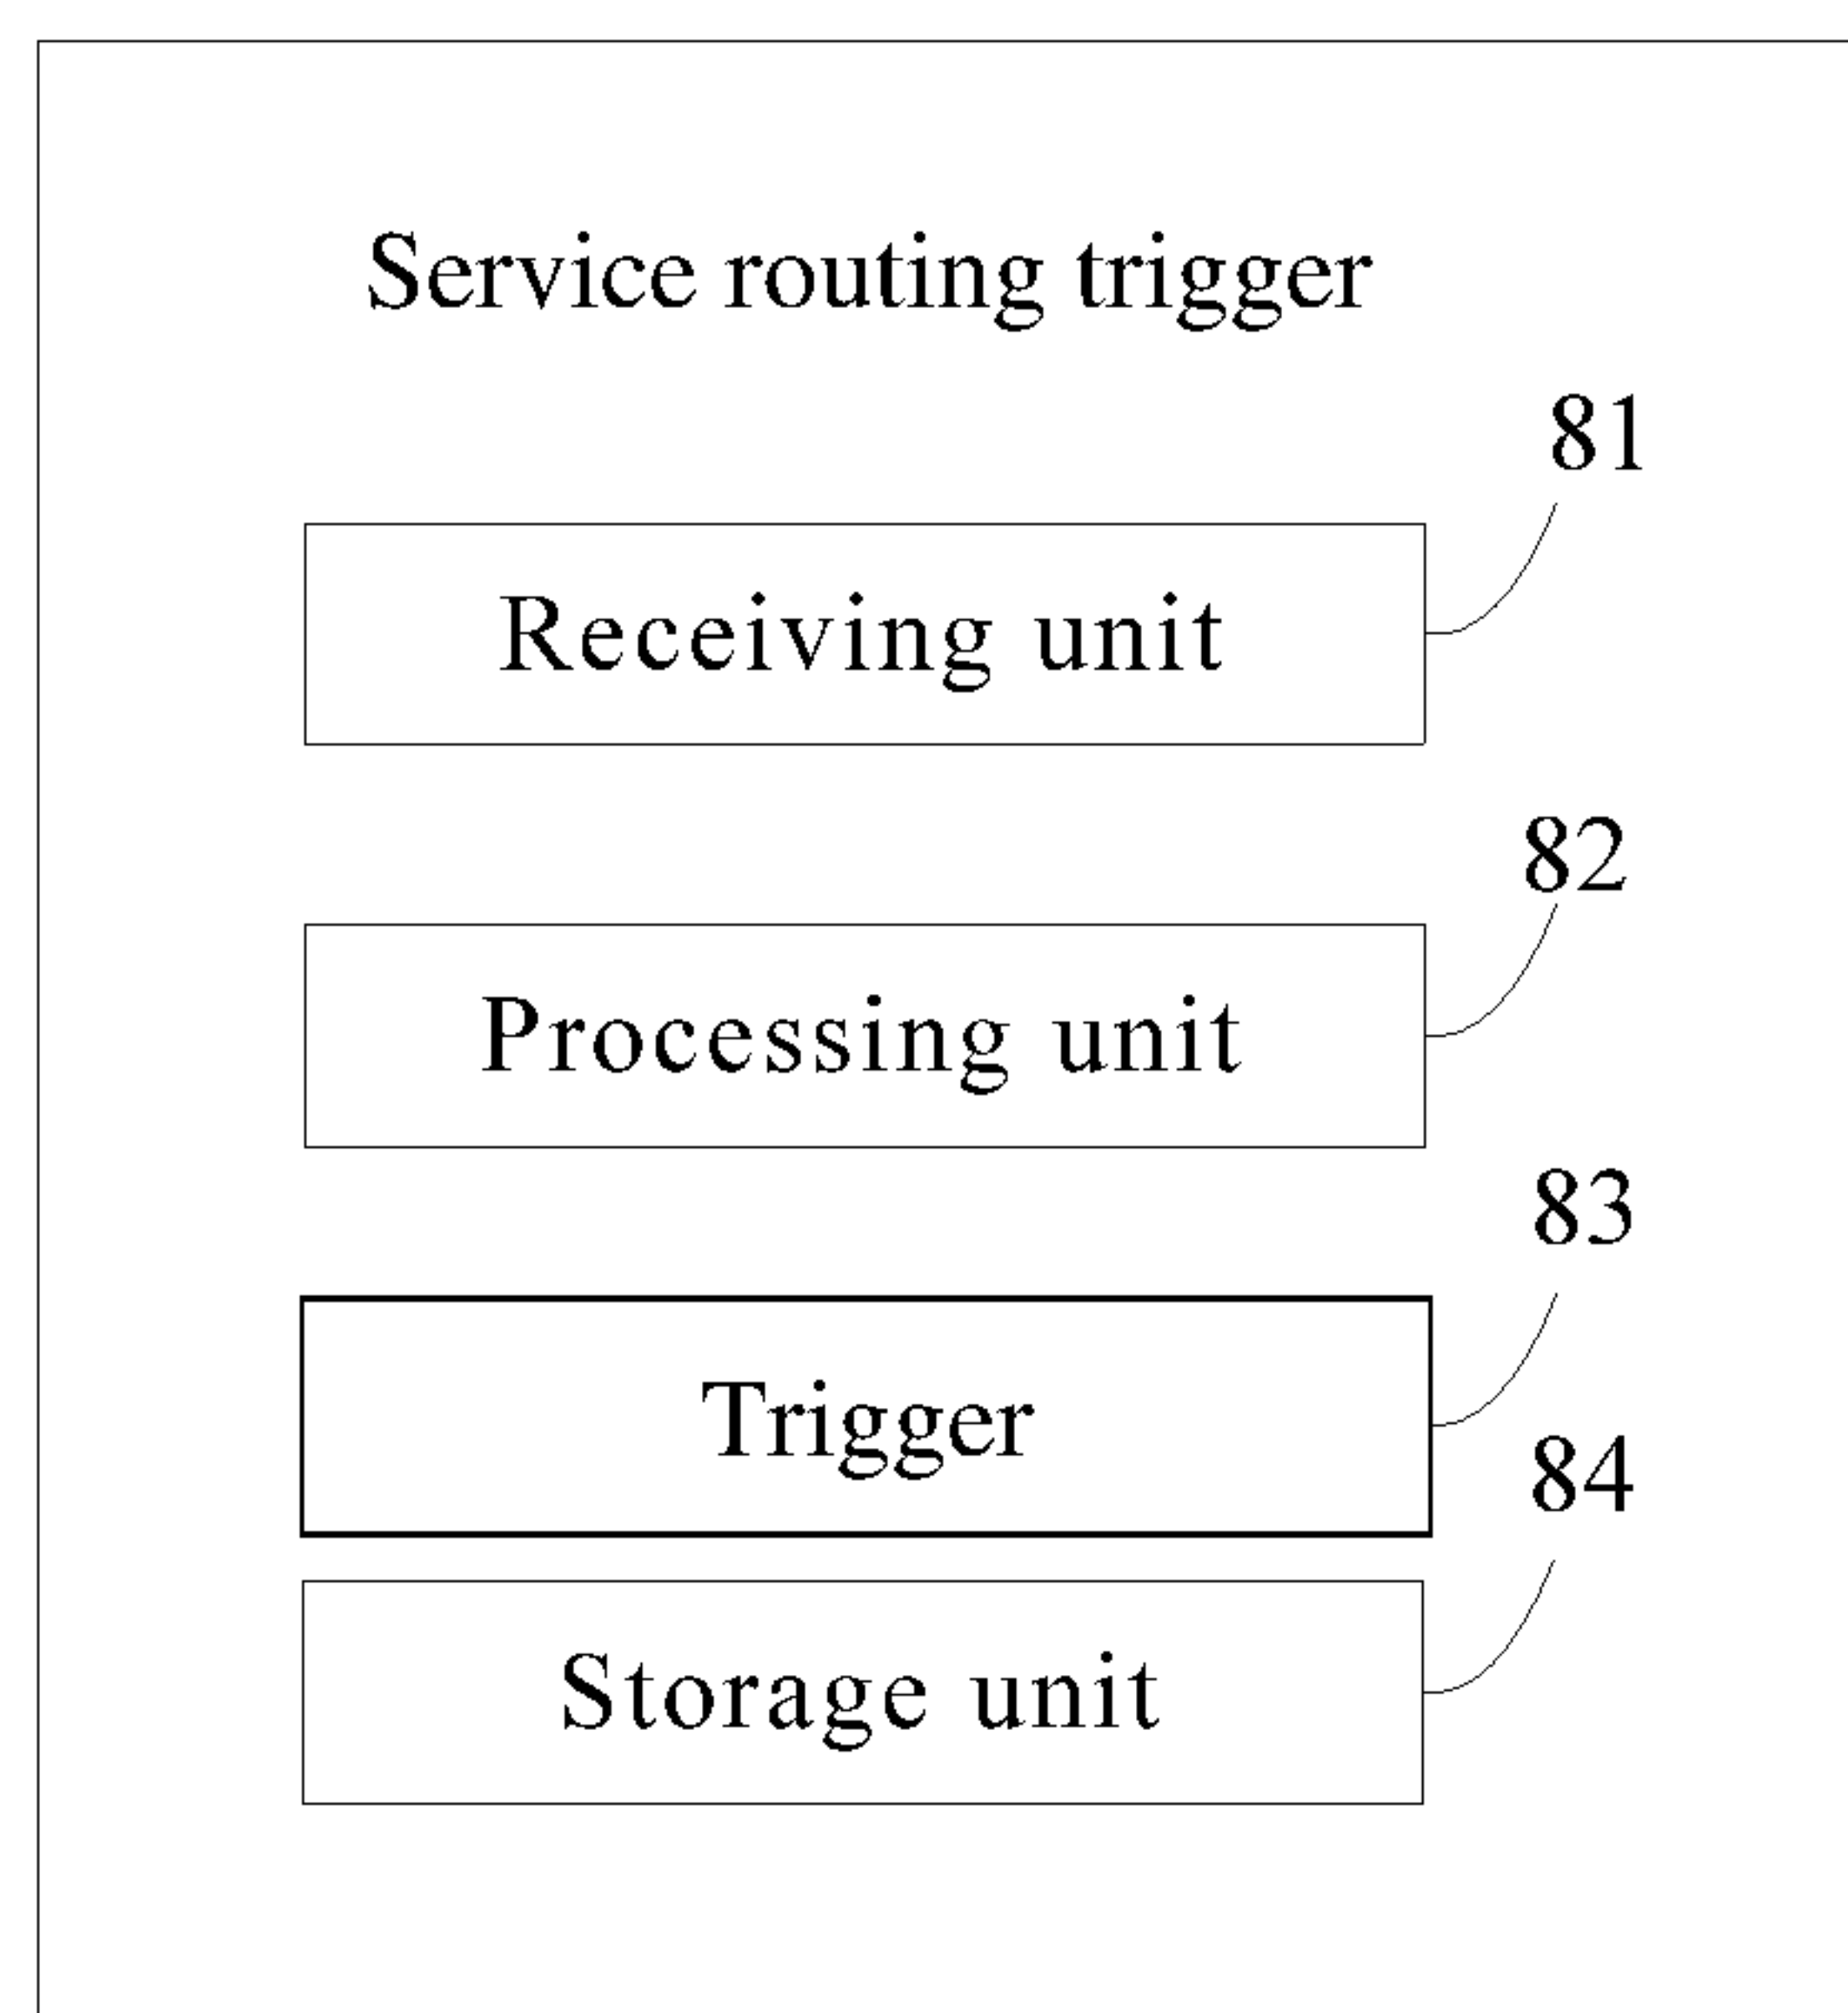 Service routing trigger
81
Receiving unit
82
Processing unit
83
Trigger
84
Storage unit